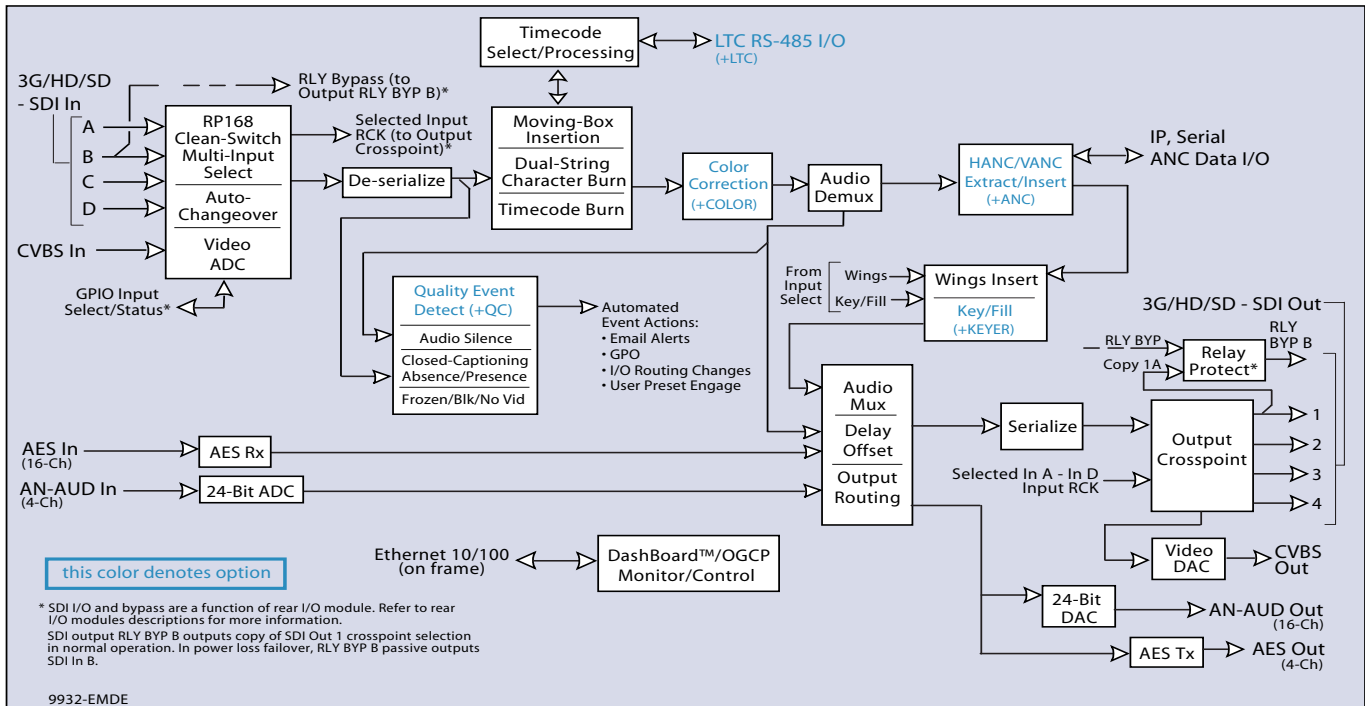 Timecode
Select/Processing
LTC RS-485 I/O
(+LTC)
3G/HD/SD
- SDI In
RLY Bypass (to
Output RLY BYP B)*
A
B
C
D
RP168
Clean-Switch
Multi-Input
Select
Auto-
Changeover
Video
ADC
Selected Input
RCK (to Output
Crosspoint)*
De-serialize
Moving-Box
Insertion
Dual-String
Character Burn
Timecode Burn
Color
Correction
(+COLOR)
Audio
Demux
HANC/VANC
Extract/Insert
(+ANC)
IP, Serial
ANC Data I/O
CVBS In
GPIO Input
Select/Status*
Quality Event
Detect (+QC)
Audio Silence
Closed-Captioning
Absence/Presence
Frozen/Blk/No Vid
Automated
Event Actions:
• Email Alerts
• GPO
• I/O Routing Changes
• User Preset Engage
From
Input
Select
Wings
Key/Fill
Wings Insert
Key/Fill
(+KEYER)
3G/HD/SD - SDI Out
RLY BYP
Copy 1A
Relay
Protect*
RLY
BYP B
Audio
Mux
Delay
Offset
Output
Routing
Serialize
Output
Crosspoint
1
2
3
4
Selected In A - In D
Input RCK
AES In
(16-Ch)
AES Rx
AN-AUD In
(4-Ch)
24-Bit ADC
Ethernet 10/100
(on frame)
DashBoard™/OGCP
Monitor/Control
Video
DAC
CVBS
Out
24-Bit
DAC
AN-AUD Out
(16-Ch)
AES Tx
AES Out
(4-Ch)
this color denotes option
* SDI I/O and bypass are a function of rear I/O module. Refer to rear
I/O modules descriptions for more information.
SDI output RLY BYP B outputs copy of SDI Out 1 crosspoint selection
in normal operation. In power loss failover, RLY BYP B passive outputs
SDI In B.
9932-EMDE